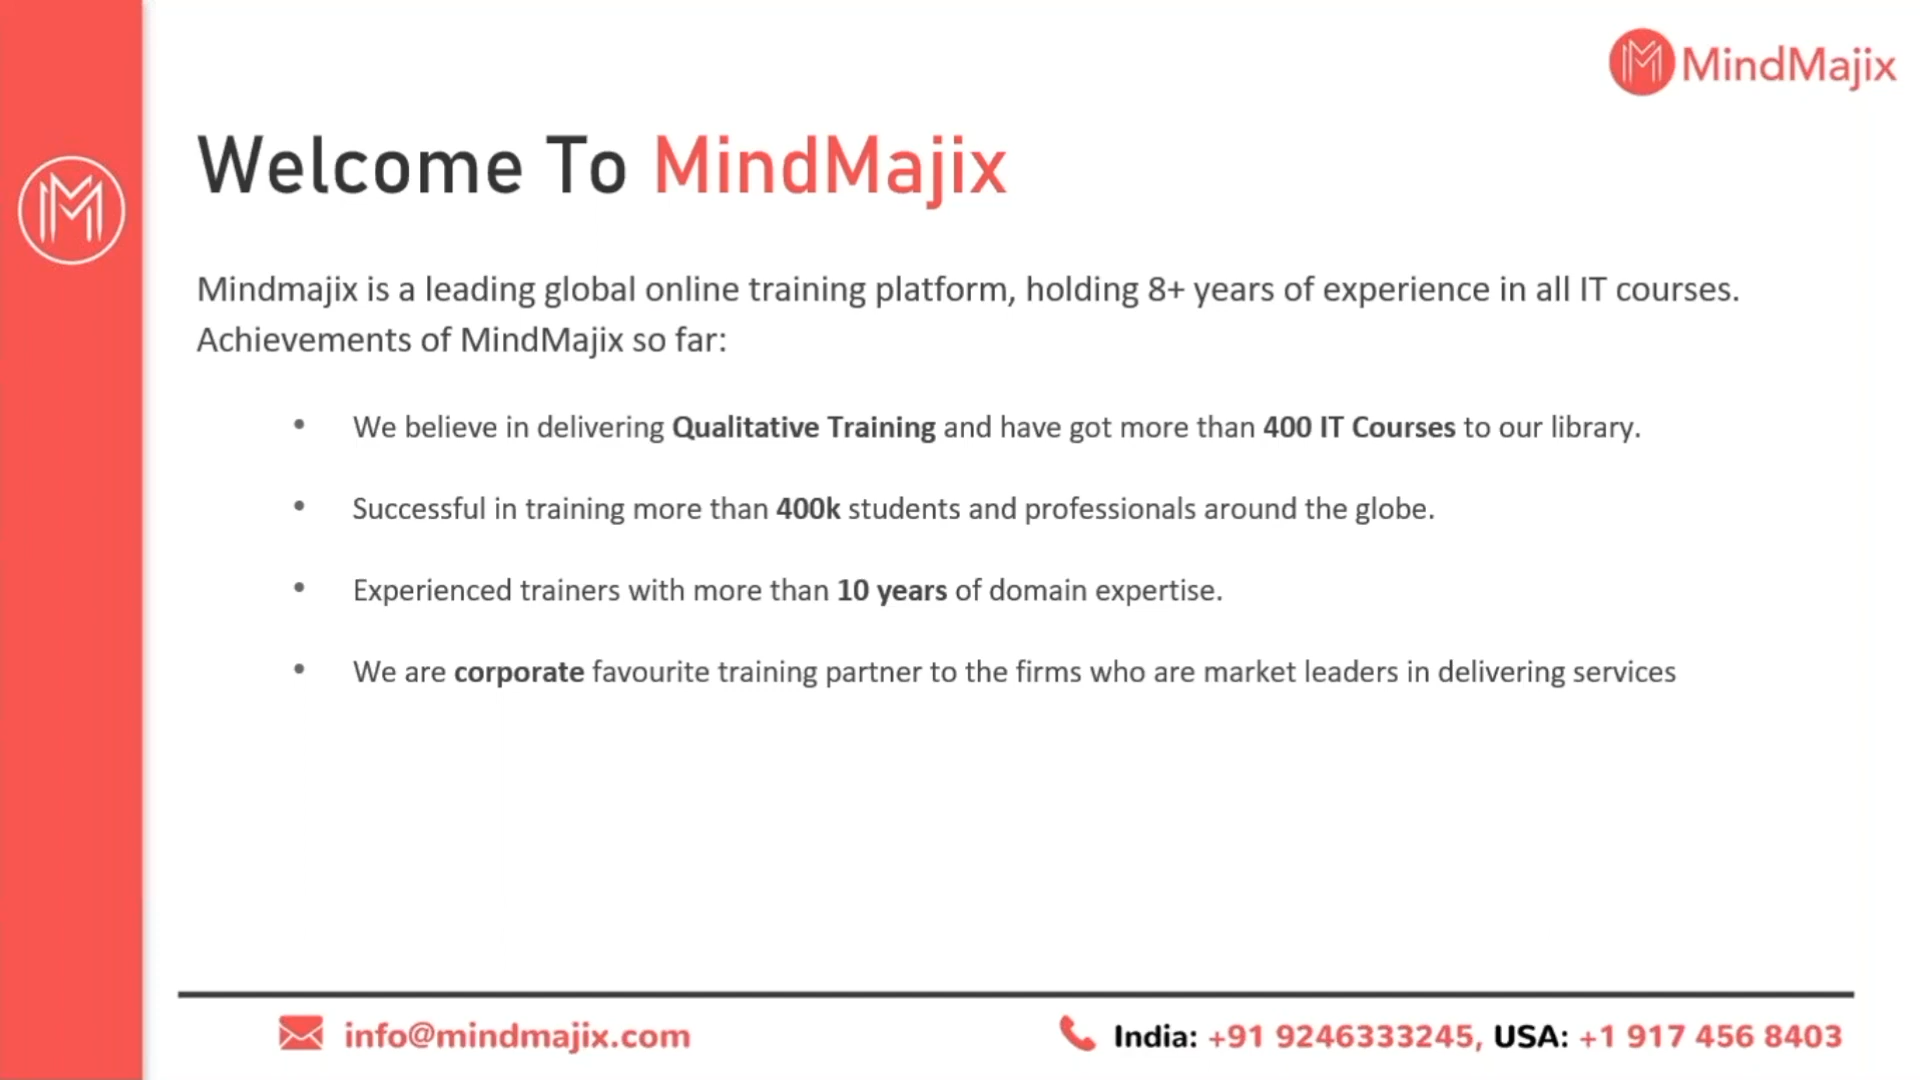 MindMajix
Welcome To MindMajix
Mindmajix is a leading global online training platform, holding 8+ years of experience in all IT courses.
Achievements of MindMajix so far:
• We believe in delivering Qualitative Training and have got more than 400 IT Courses to our library.
• Successful in training more than 400k students and professionals around the globe.
• Experienced trainers with more than 10 years of domain expertise.
• We are corporate favourite training partner to the firms who are market leaders in delivering services
info@mindmajix.com
India: +91 9246333245, USA: +1 917 456 8403